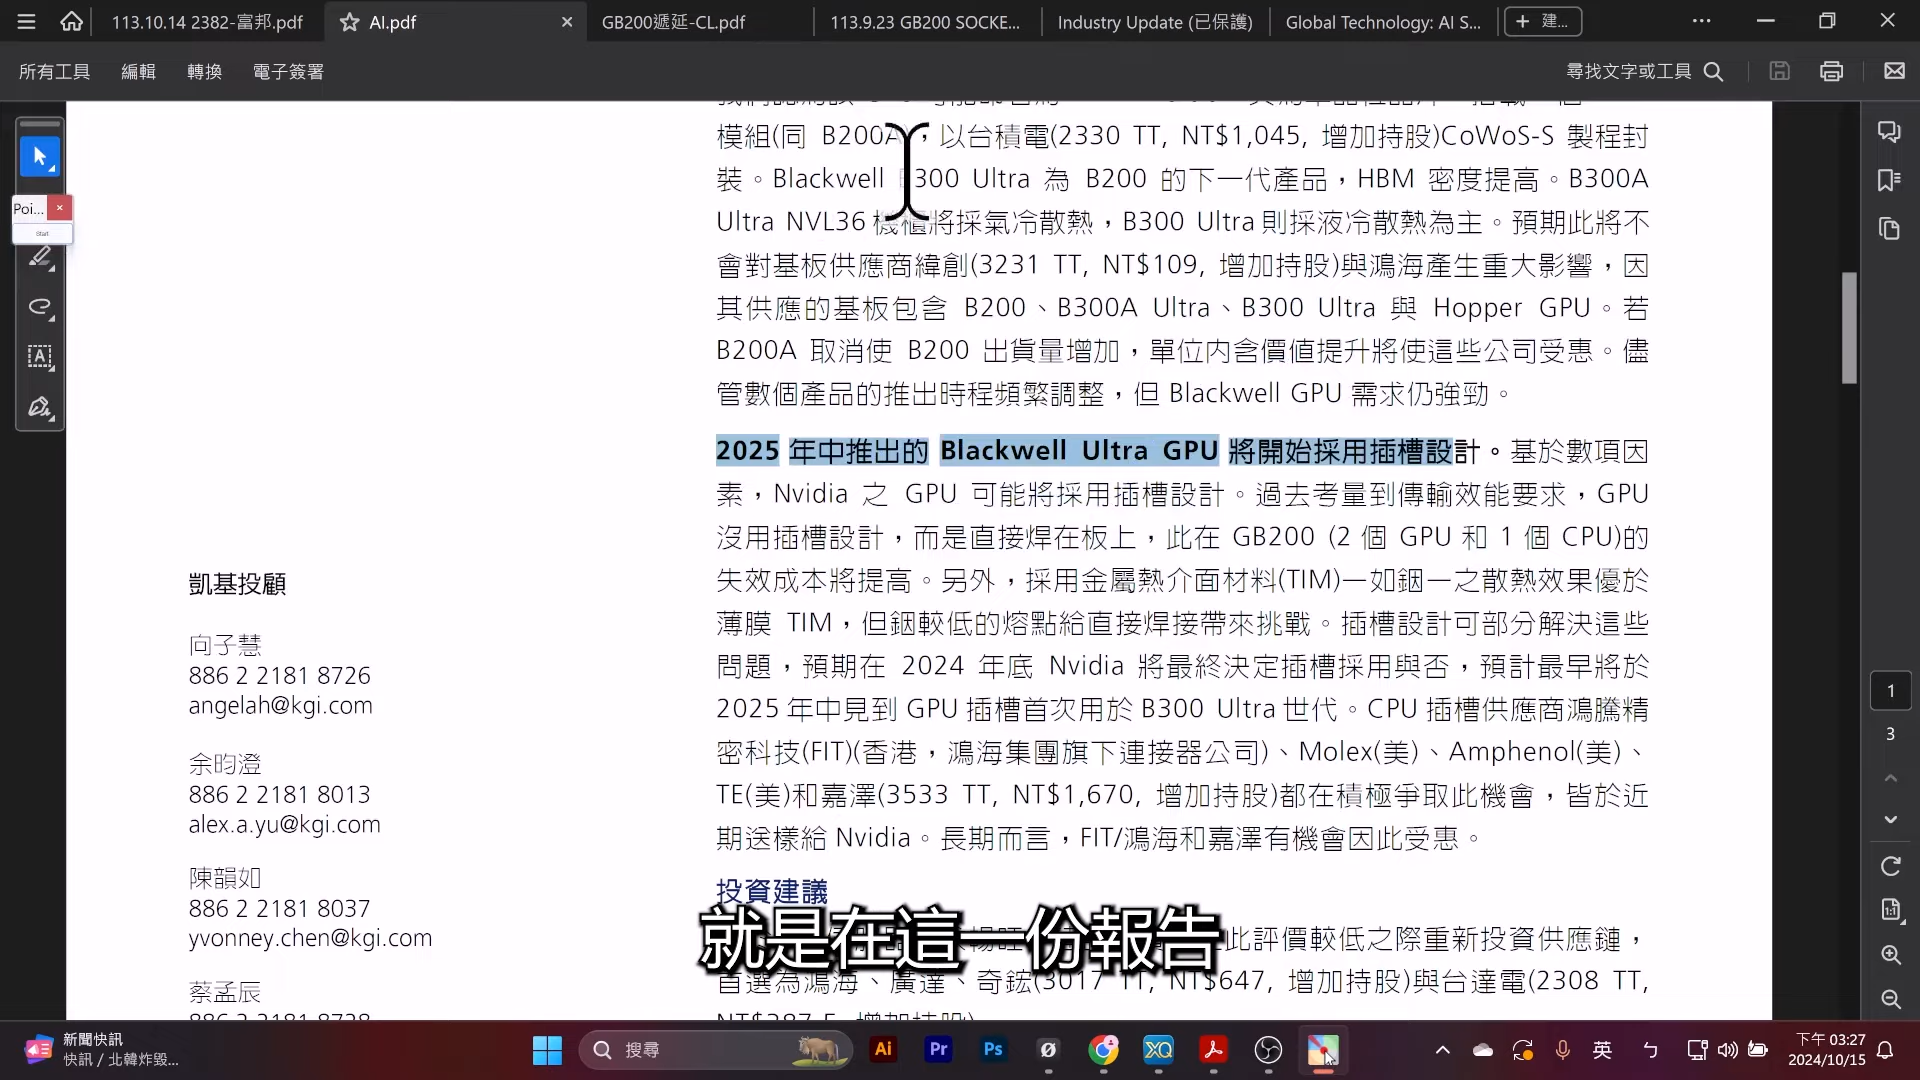 113.10.14 2382-富邦.pdf
AI.pdf
GB200遞延-CL.pdf
113.9.23 GB200 SOCKE...
Industry Update (已保護)
Global Technology: AI S...
建...
所有工具
編輯
轉換
電子簽署
尋找文字或工具
Poi...
Start
模組(同 B200A)，以台積電(2330 TT, NT$1,045, 增加持股)CoWoS-S 製程封
裝。Blackwell B300 Ultra 為 B200 的下一代產品，HBM 密度提高。B300A
Ultra NVL36 機櫃將採氣冷散熱，B300 Ultra則採液冷散熱為主。預期此將不
會對基板供應商緯創(3231 TT, NT$109, 增加持股)與鴻海產生重大影響，因
其供應的基板包含 B200、B300A Ultra、B300 Ultra 與 Hopper GPU。若
B200A 取消使 B200 出貨量增加，單位內含價值提升將使這些公司受惠。儘
管數個產品的推出時程頻繁調整，但 Blackwell GPU 需求仍強勁。
2025 年中推出的 Blackwell Ultra GPU 將開始採用插槽設計。基於數項因
素，Nvidia 之 GPU 可能將採用插槽設計。過去考量到傳輸效能要求，GPU
沒用插槽設計，而是直接焊在板上，此在 GB200 (2 個 GPU 和 1 個 CPU)的
失效成本將提高。另外，採用金屬熱介面材料(TIM)—如銦—之散熱效果優於
薄膜 TIM，但銦較低的熔點給直接焊接帶來挑戰。插槽設計可部分解決這些
問題，預期在 2024 年底 Nvidia 將最終決定插槽採用與否，預計最早將於
2025 年中見到 GPU 插槽首次用於 B300 Ultra 世代。CPU 插槽供應商鴻騰精
密科技(FIT)(香港，鴻海集團旗下連接器公司)、Molex(美)、Amphenol(美)、
TE(美)和嘉澤(3533 TT, NT$1,670, 增加持股)都在積極爭取此機會，皆於近
期送樣給 Nvidia。長期而言，FIT/鴻海和嘉澤有機會因此受惠。
投資建議
此評價較低之際重新投資供應鏈，
首選為鴻海、廣達、奇鋐(3017 TT, NT$647, 增加持股)與台達電(2308 TT,
凱基投顧
向子慧
886 2 2181 8726
angelah@kgi.com
余昀澄
886 2 2181 8013
alex.a.yu@kgi.com
陳韻如
886 2 2181 8037
yvonney.chen@kgi.com
蔡孟辰
就是在這一份報告
1
3
新聞快訊
快訊 / 北韓炸毀...
搜尋
Ai
Pr
Ps
XQ
英
ㄅ
下午 03:27
2024/10/15